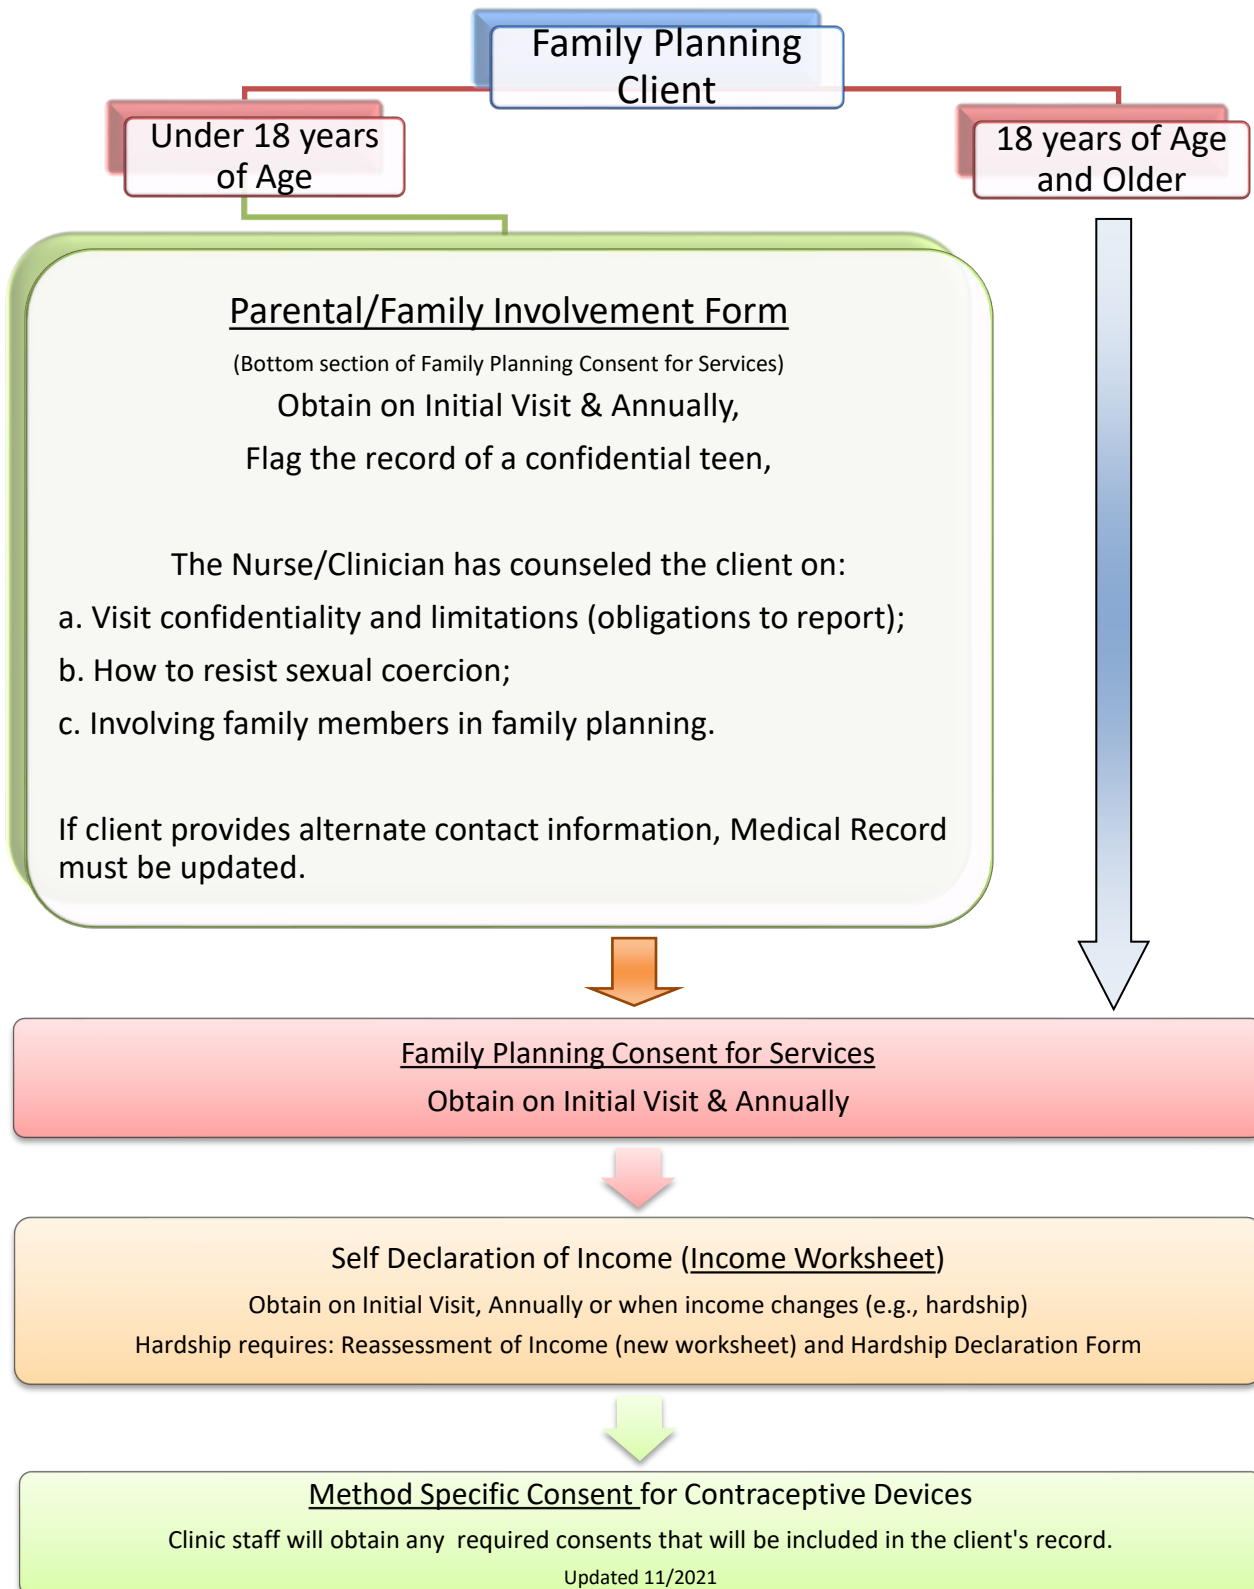 Family Planning
Client
Under 18 years
of Age
18 years of Age
and Older
Parental/Family Involvement Form
(Bottom section of Family Planning Consent for Services)
Obtain on Initial Visit & Annually,
Flag the record of a confidential teen,
The Nurse/Clinician has counseled the client on:
a. Visit confidentiality and limitations (obligations to report);
b. How to resist sexual coercion;
c. Involving family members in family planning.
If client provides alternate contact information, Medical Record
must be updated.
Family Planning Consent for Services
Obtain on Initial Visit & Annually
Self Declaration of Income (Income Worksheet)
Obtain on Initial Visit, Annually or when income changes (e.g., hardship)
Hardship requires: Reassessment of Income (new worksheet) and Hardship Declaration Form
Method Specific Consent for Contraceptive Devices
Clinic staff will obtain any  required consents that will be included in the client's record.
Updated 11/2021